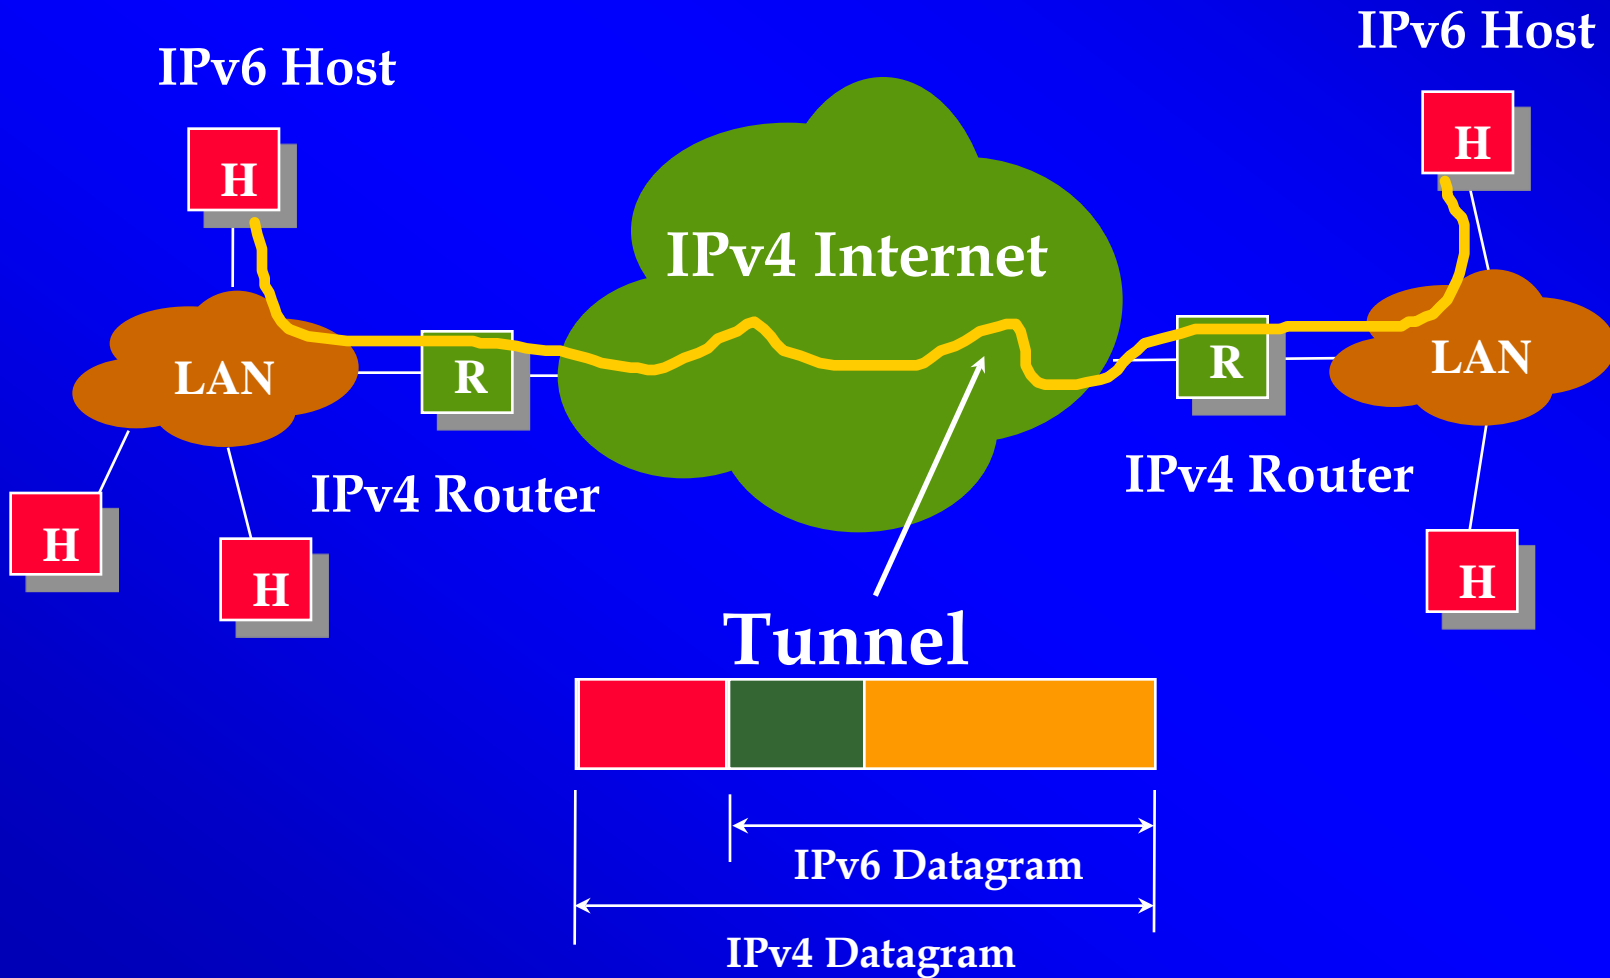 IPv6 Host
IPv6 Host
H
H
IPv4 Internet
LAN
R
R
LAN
IPv4 Router
IPv4 Router
H
H
H
Tunnel
IPv6 Datagram
IPv4 Datagram